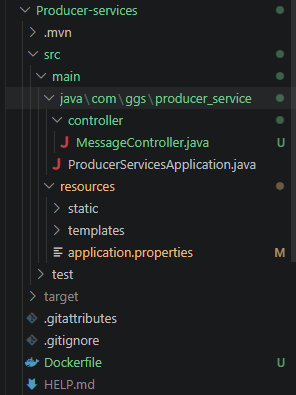 Producer-services
.mvn
src
main
java\com\ggs\producer_service
controller
MessageController.java U
ProducerServicesApplication.java
resources
static
templates
application.properties M
test
target
.gitattributes
.gitignore
Dockerfile U
HELP.md